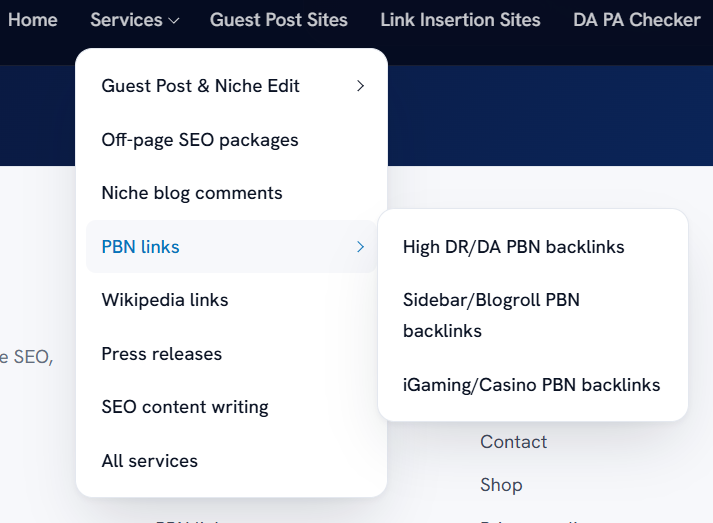 Home Services Guest Post Sites Link Insertion Sites DA PA Checker
Guest Post & Niche Edit
Off-page SEO packages
Niche blog comments
PBN links
High DR/DA PBN backlinks
Sidebar/Blogroll PBN
backlinks
iGaming/Casino PBN backlinks
Wikipedia links
Press releases
SEO content writing
All services
e SEO,
Contact
Shop